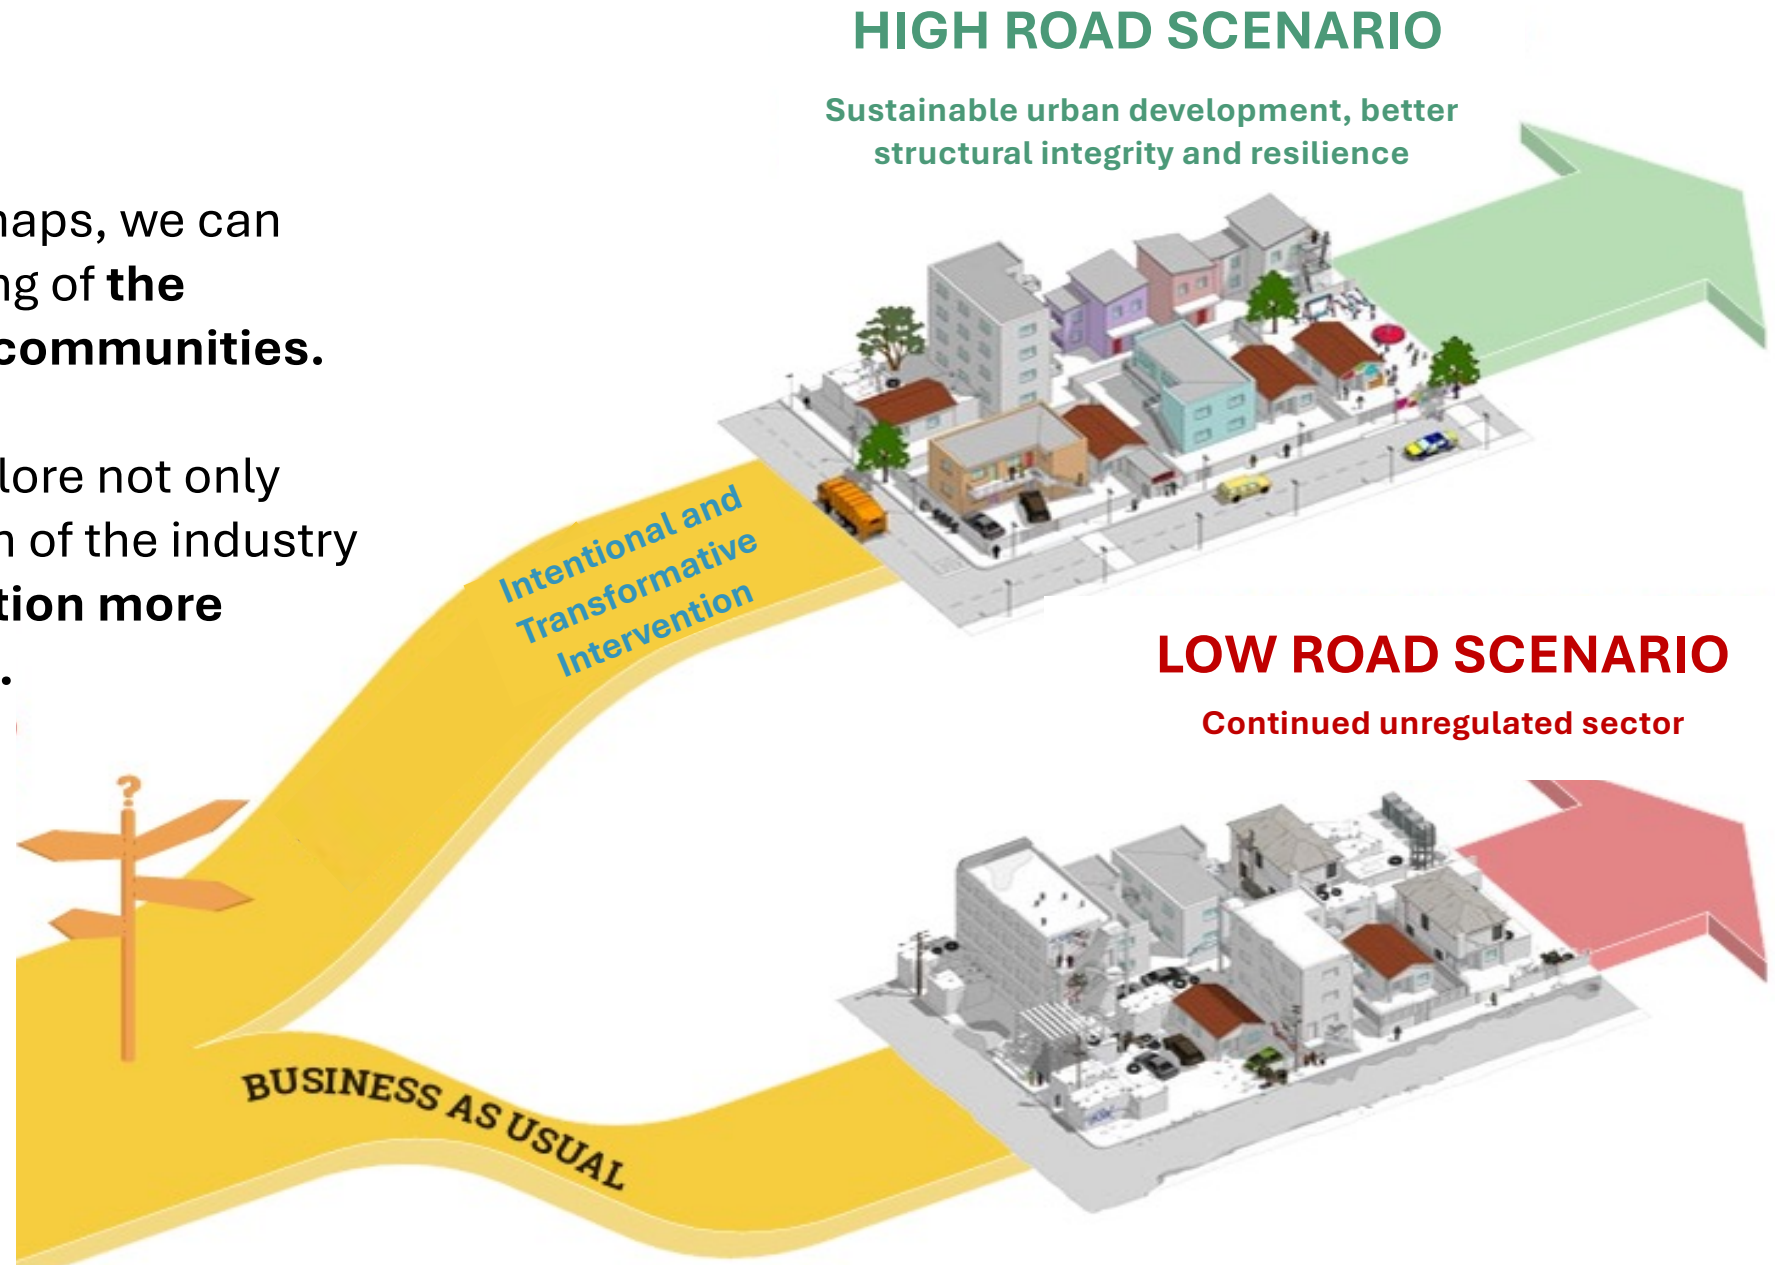 HIGH ROAD SCENARIO
Sustainable urban development, better
structural integrity and resilience
haps, we can
ng of the
communities.
lore not only
n of the industry
tion more
.
Intentional and
Transformative
Intervention
LOW ROAD SCENARIO
Continued unregulated sector
?
BUSINESS AS USUAL